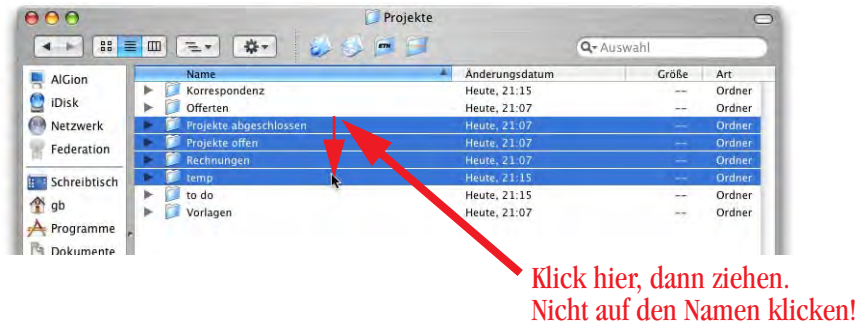 Projekte
Auswahl
Name Änderungsdatum Größe Art
AlGion
iDisk
Netzwerk
Federation
Schreibtisch
gb
Programme
Dokumente
Korrespondenz Heute, 21:15 -- Ordner
Offerten Heute, 21:07 -- Ordner
Projekte abgeschlossen Heute, 21:07 -- Ordner
Projekte offen Heute, 21:07 -- Ordner
Rechnungen Heute, 21:07 -- Ordner
temp Heute, 21:15 -- Ordner
to do Heute, 21:15 -- Ordner
Vorlagen Heute, 21:07 -- Ordner
Klick hier, dann ziehen.
Nicht auf den Namen klicken!